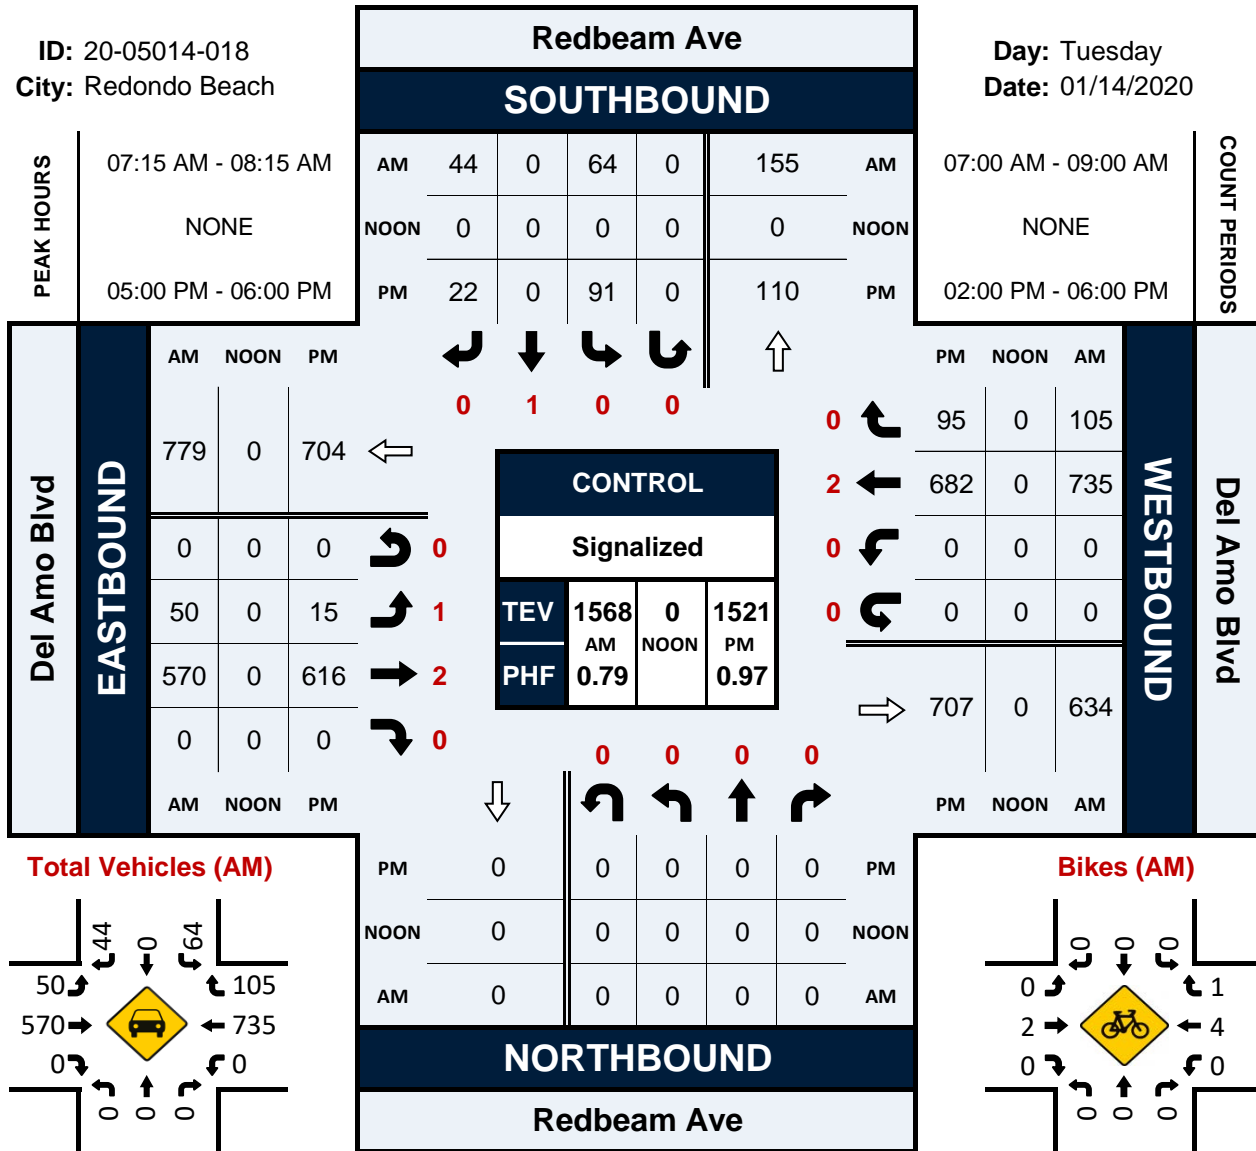 Redbeam Ave
ID: 20-05014-018
Day: Tuesday
City: Redondo Beach
SOUTHBOUND
Date: 01/14/2020
PEAK HOURS
07:15 AM - 08:15 AM
NONE
05:00 PM - 06:00 PM
AM 44 0 64 0 155 AM
NOON 0 0 0 0 0 NOON
PM 22 0 91 0 110 PM
07:00 AM - 09:00 AM
NONE
02:00 PM - 06:00 PM
COUNT PERIODS
0 1 0 0
Del Amo Blvd
EASTBOUND
AM NOON PM
779 0 704
0 0 0 0
50 0 15 1
570 0 616 2
0 0 0 0
AM NOON PM
CONTROL
Signalized
TEV 1568 0 1521
AM NOON PM
PHF 0.79 0.97
PM NOON AM
0 95 0 105
2 682 0 735
0 0 0 0
0 0 0 0
707 0 634
PM NOON AM
WESTBOUND
Del Amo Blvd
0 0 0 0
PM 0 0 0 0 0 PM
NOON 0 0 0 0 0 NOON
AM 0 0 0 0 0 AM
NORTHBOUND
Redbeam Ave
Total Vehicles (AM)
44 0 64
50 105
570 735
0 0
0 0 0
Bikes (AM)
0 0 0
0 1
2 4
0 0
0 0 0